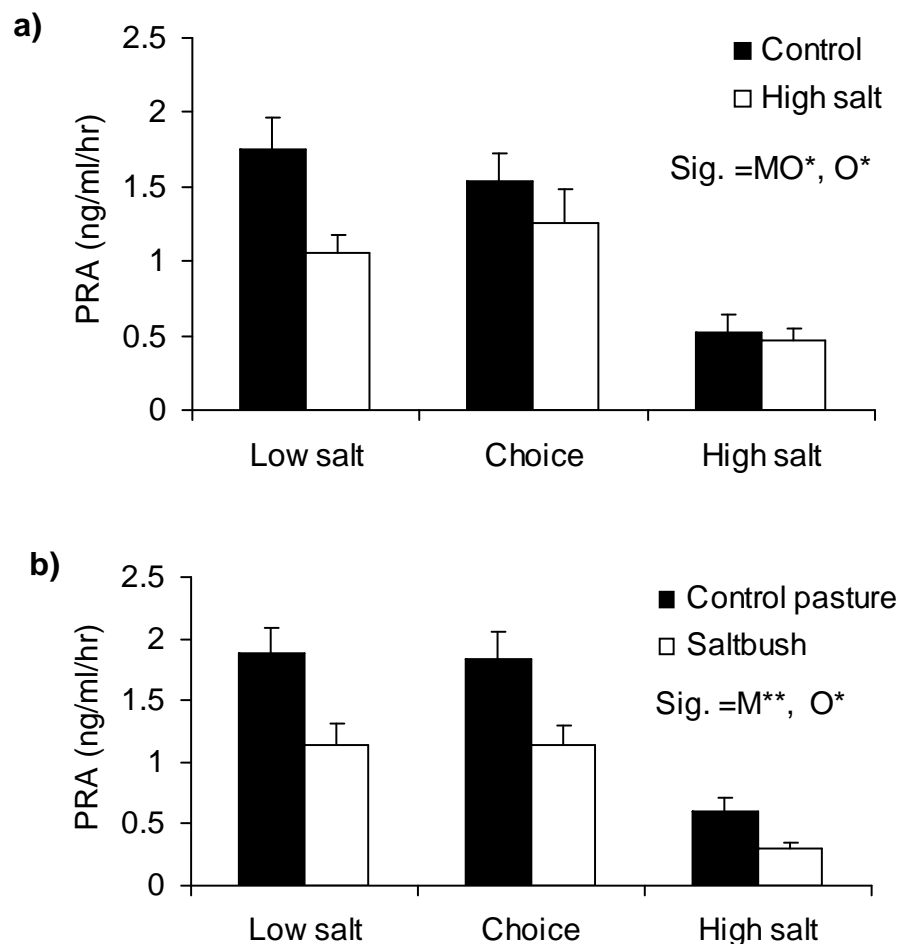 a)
2.5
2
1.5
1
0.5
0
PRA (ng/ml/hr)
Control
High salt
Sig. =MO*, O*
Low salt Choice High salt
b)
2.5
2
1.5
1
0.5
0
PRA (ng/ml/hr)
Control pasture
Saltbush
Sig. =M**, O*
Low salt Choice High salt